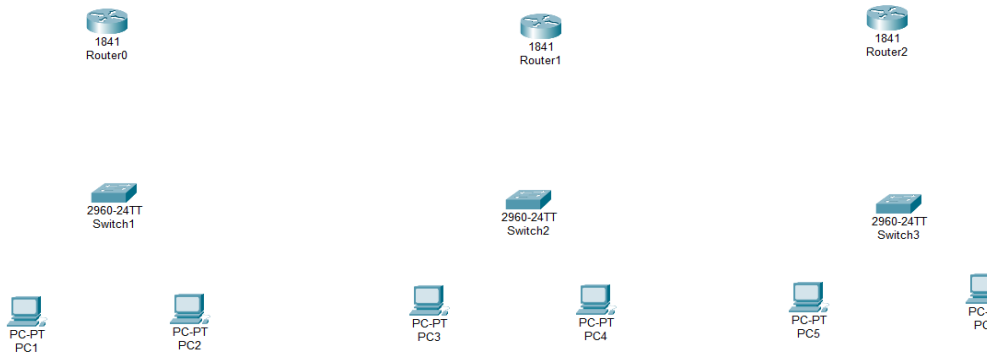 1841
Router0
1841
Router1
1841
Router2
2960-24TT
Switch1
2960-24TT
Switch2
2960-24TT
Switch3
PC-PT
PC1
PC-PT
PC2
PC-PT
PC3
PC-PT
PC4
PC-PT
PC5